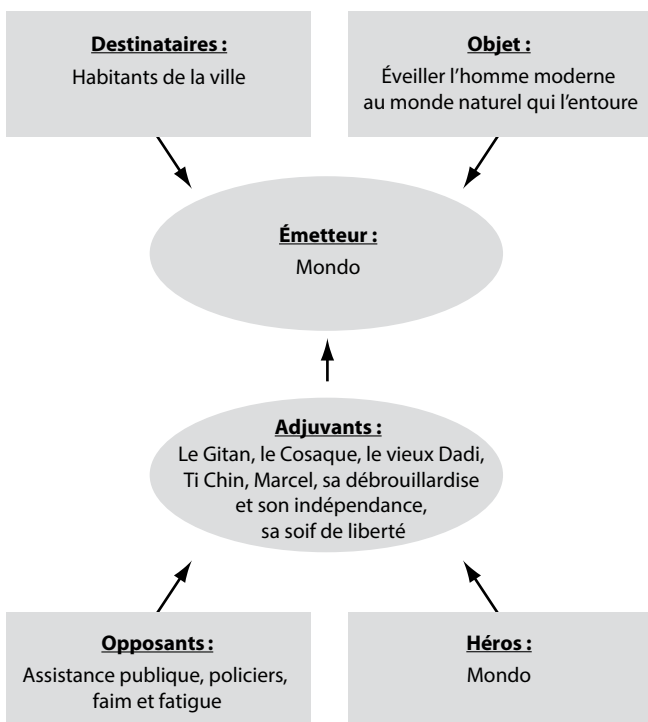 Destinataires :
Habitants de la ville
Objet :
Éveiller l’homme moderne
au monde naturel qui l'entoure
Émetteur :
Mondo
Adjuvants :
Le Gitan, le Cosaque, le vieux Dadi,
Ti Chin, Marcel, sa débrouillardise
et son indépendance,
sa soif de liberté
Opposants :
Assistance publique, policiers,
faim et fatigue
Héros :
Mondo